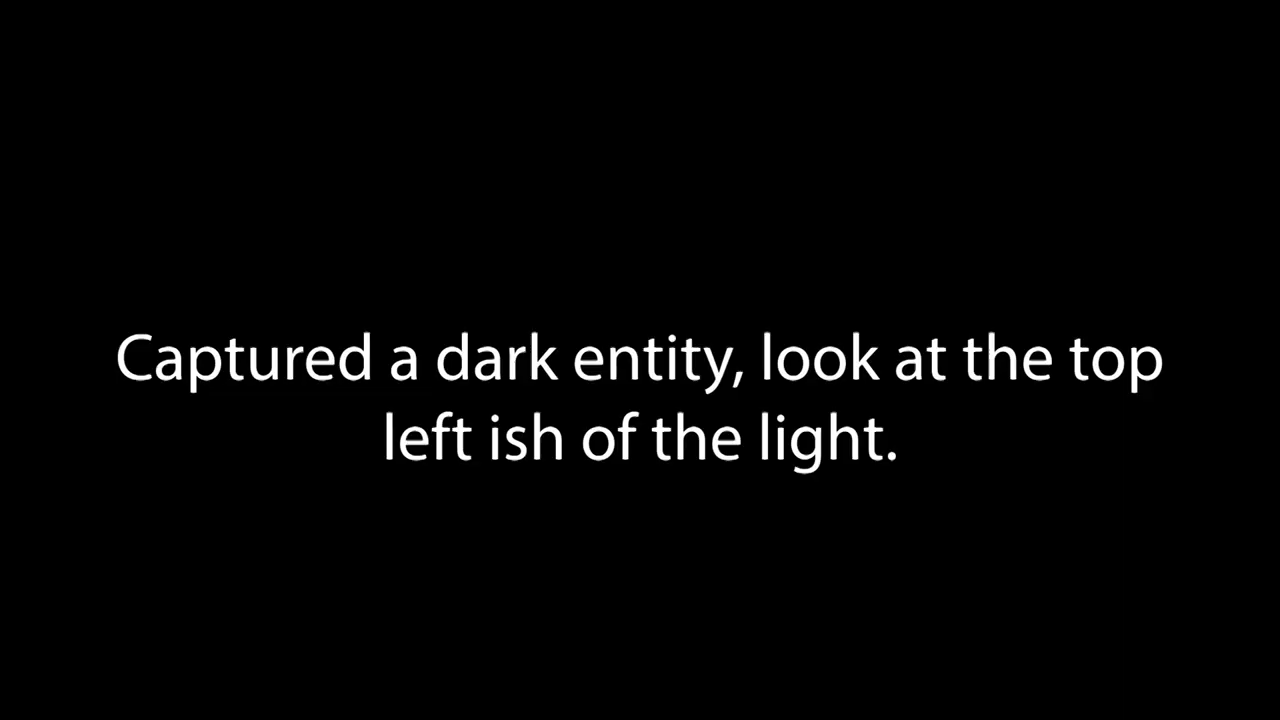 Captured a dark entity, look at the top
left ish of the light.